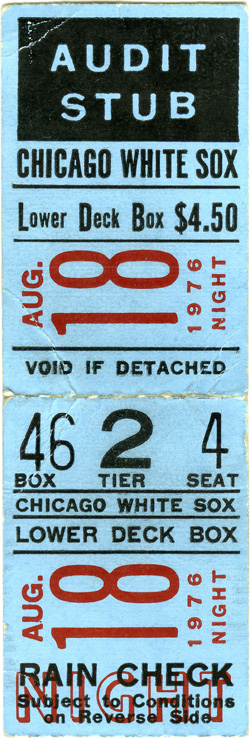 AUDIT
STUB
CHICAGO WHITE SOX
Lower Deck Box $4.50
AUG. 18 1976 NIGHT
VOID IF DETACHED
46 2 4
BOX TIER SEAT
CHICAGO WHITE SOX
LOWER DECK BOX
AUG. 18 1976 NIGHT
NIGHT
RAIN CHECK
Subject to Conditions
on Reverse Side